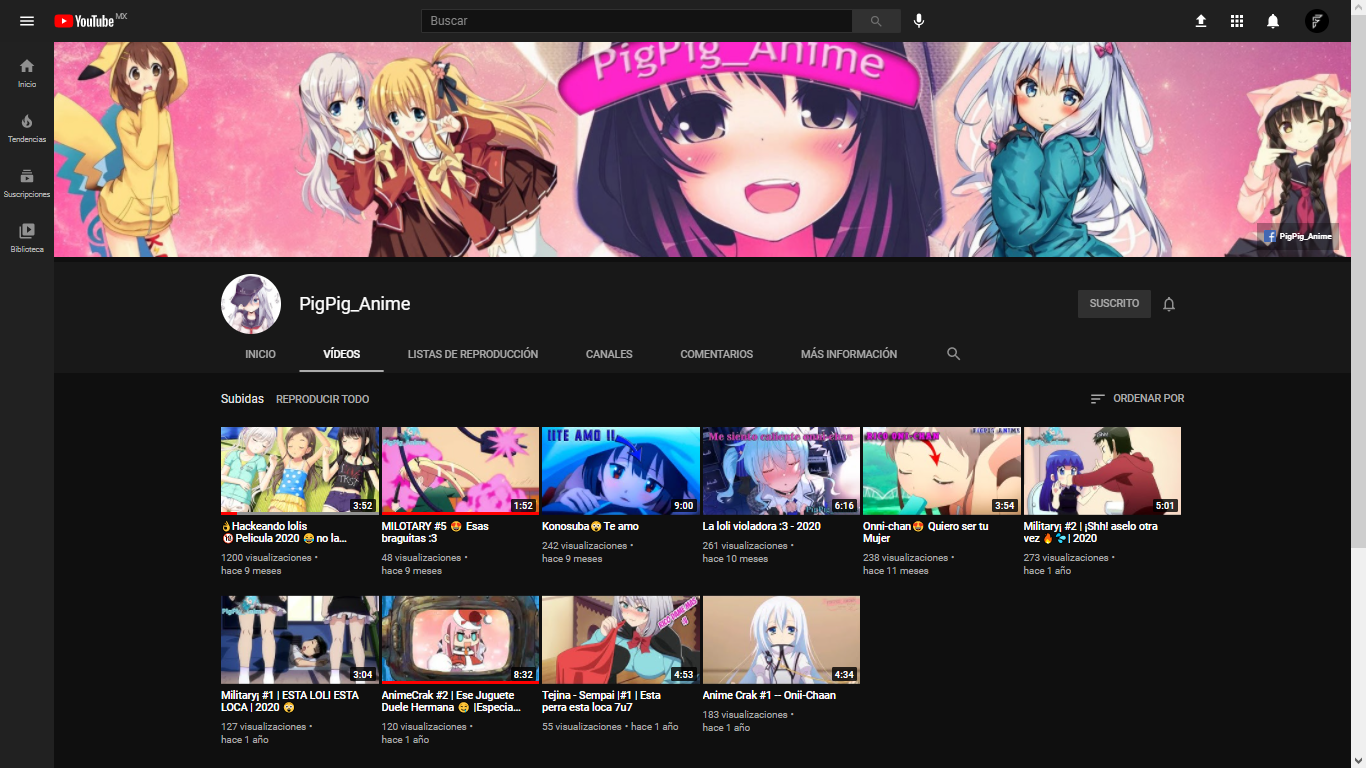 YouTube MX
Buscar
Inicio
Tendencias
Suscripciones
Biblioteca
PigPig_Anime
PigPig_Anime
PigPig_Anime
SUSCRITO
INICIO
VÍDEOS
LISTAS DE REPRODUCCIÓN
CANALES
COMENTARIOS
MÁS INFORMACIÓN
Subidas
REPRODUCIR TODO
ORDENAR POR
3:52
👌Hackeando lolis
🔞Pelicula 2020 🤣no la...
1200 visualizaciones •
hace 9 meses
1:52
MILOTARY #5 😍 Esas
braguitas :3
48 visualizaciones •
hace 9 meses
¡¡TE AMO !!
9:00
Konosuba😲Te amo
242 visualizaciones •
hace 9 meses
Me siento caliente onii-chan
6:16
La loli violadora :3 - 2020
261 visualizaciones •
hace 10 meses
PIGPIG ANIME
3:54
Onni-chan😍 Quiero ser tu
Mujer
238 visualizaciones •
hace 11 meses
¡Shh!
5:01
Military¡ #2 | ¡Shh! aselo otra
vez 🔥💦| 2020
273 visualizaciones •
hace 1 año
3:04
Military¡ #1 | ESTA LOLI ESTA
LOCA | 2020 😲
127 visualizaciones •
hace 1 año
8:32
AnimeCrak #2 | Ese Juguete
Duele Hermana 😏 |Especia...
120 visualizaciones •
hace 1 año
4:53
Tejina - Sempai |#1 | Esta
perra esta loca 7u7
55 visualizaciones • hace 1 año
4:34
Anime Crak #1 -- Onii-Chaan
183 visualizaciones •
hace 1 año